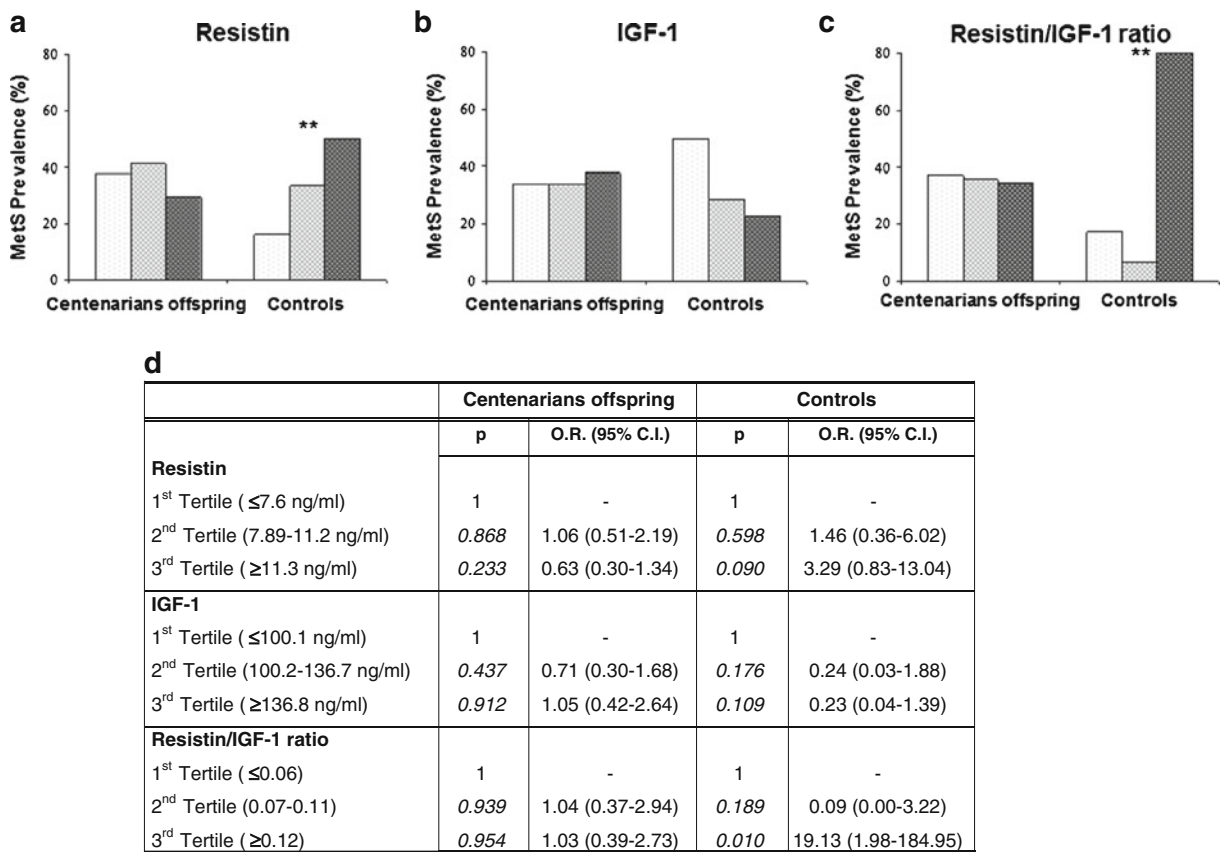 a
Resistin
MetS Prevalence (%)
80
60
40
20
0
**
Centenarians offspring Controls
b
IGF-1
MetS Prevalence (%)
80
60
40
20
0
Centenarians offspring Controls
c
Resistin/IGF-1 ratio
MetS Prevalence (%)
80
60
40
20
0
**
Centenarians offspring Controls
d
Centenarians offspring Controls
p O.R. (95% C.I.) p O.R. (95% C.I.)
Resistin
1st Tertile ( ≤7.6 ng/ml) 1 - 1 -
2nd Tertile (7.89-11.2 ng/ml) 0.868 1.06 (0.51-2.19) 0.598 1.46 (0.36-6.02)
3rd Tertile ( ≥11.3 ng/ml) 0.233 0.63 (0.30-1.34) 0.090 3.29 (0.83-13.04)
IGF-1
1st Tertile ( ≤100.1 ng/ml) 1 - 1 -
2nd Tertile (100.2-136.7 ng/ml) 0.437 0.71 (0.30-1.68) 0.176 0.24 (0.03-1.88)
3rd Tertile ( ≥136.8 ng/ml) 0.912 1.05 (0.42-2.64) 0.109 0.23 (0.04-1.39)
Resistin/IGF-1 ratio
1st Tertile ( ≤0.06) 1 - 1 -
2nd Tertile (0.07-0.11) 0.939 1.04 (0.37-2.94) 0.189 0.09 (0.00-3.22)
3rd Tertile ( ≥0.12) 0.954 1.03 (0.39-2.73) 0.010 19.13 (1.98-184.95)